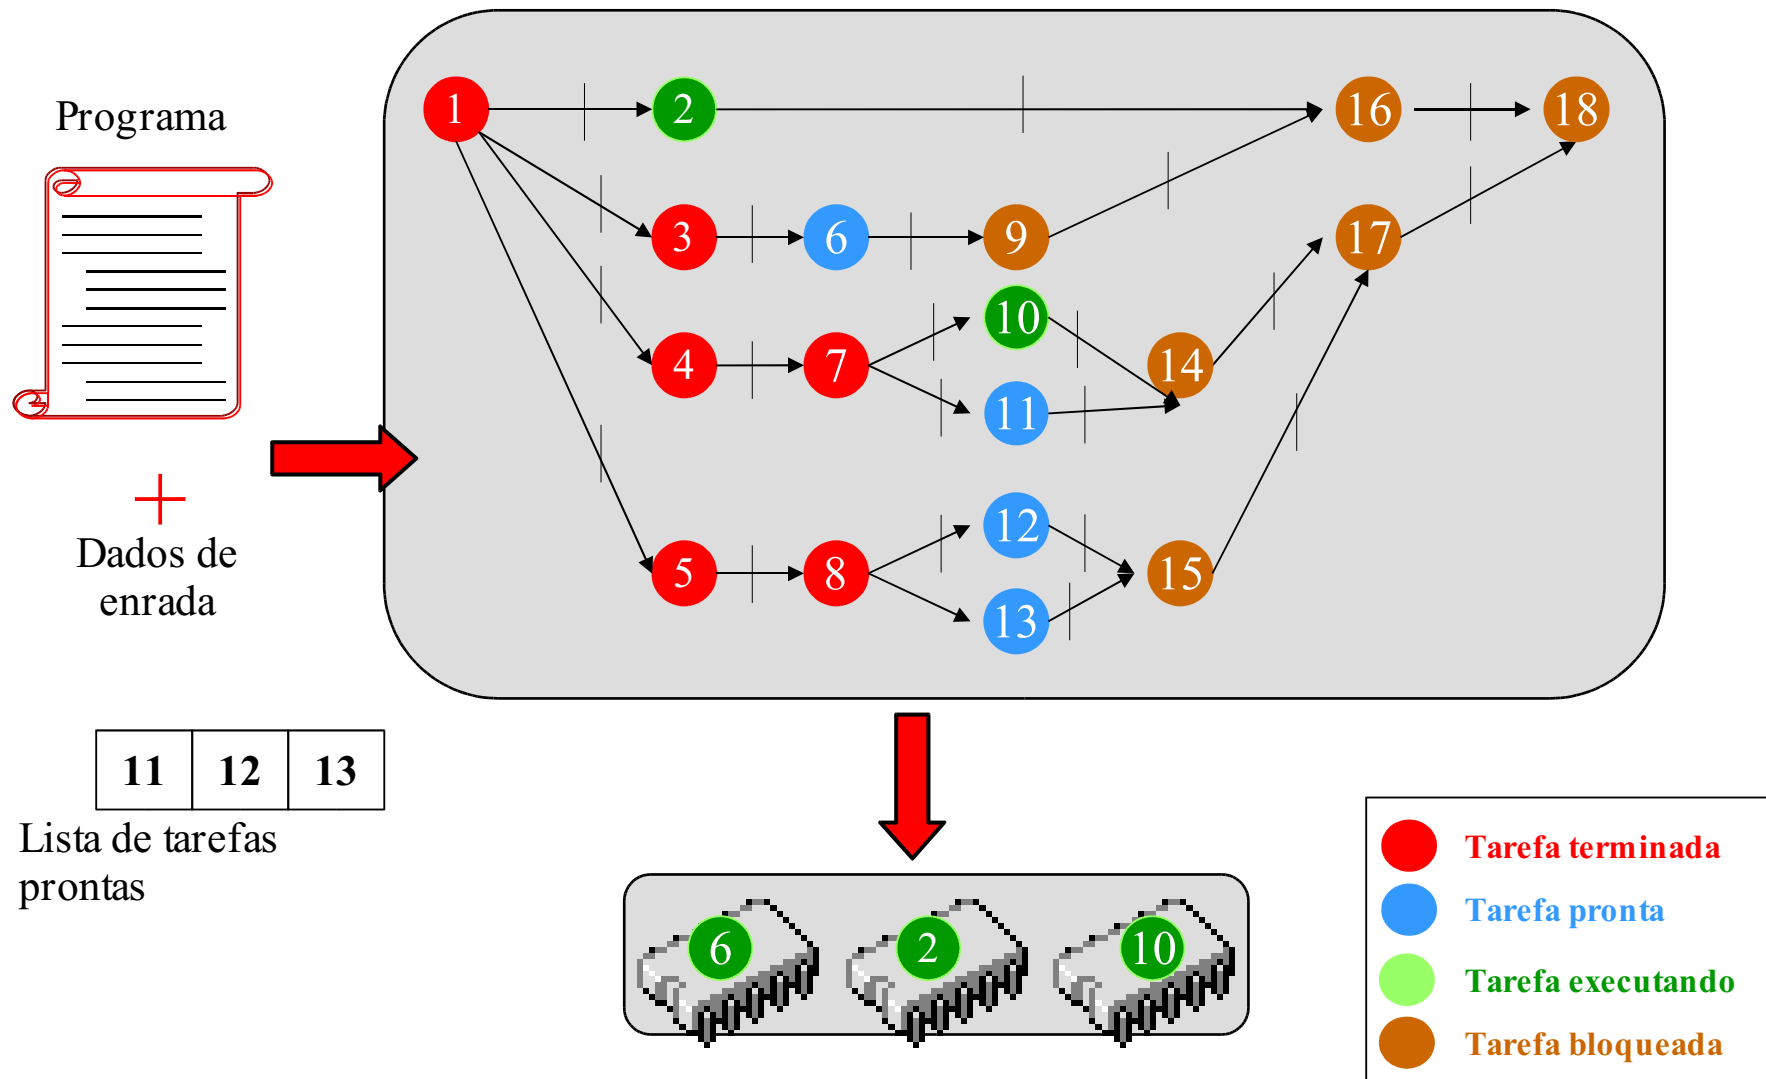 Programa
Dados de
enrada
1
2
16
18
3
6
9
17
10
4
7
14
11
12
5
8
15
13
11 12 13
Lista de tarefas
prontas
6
2
10
Tarefa terminada
Tarefa pronta
Tarefa executando
Tarefa bloqueada